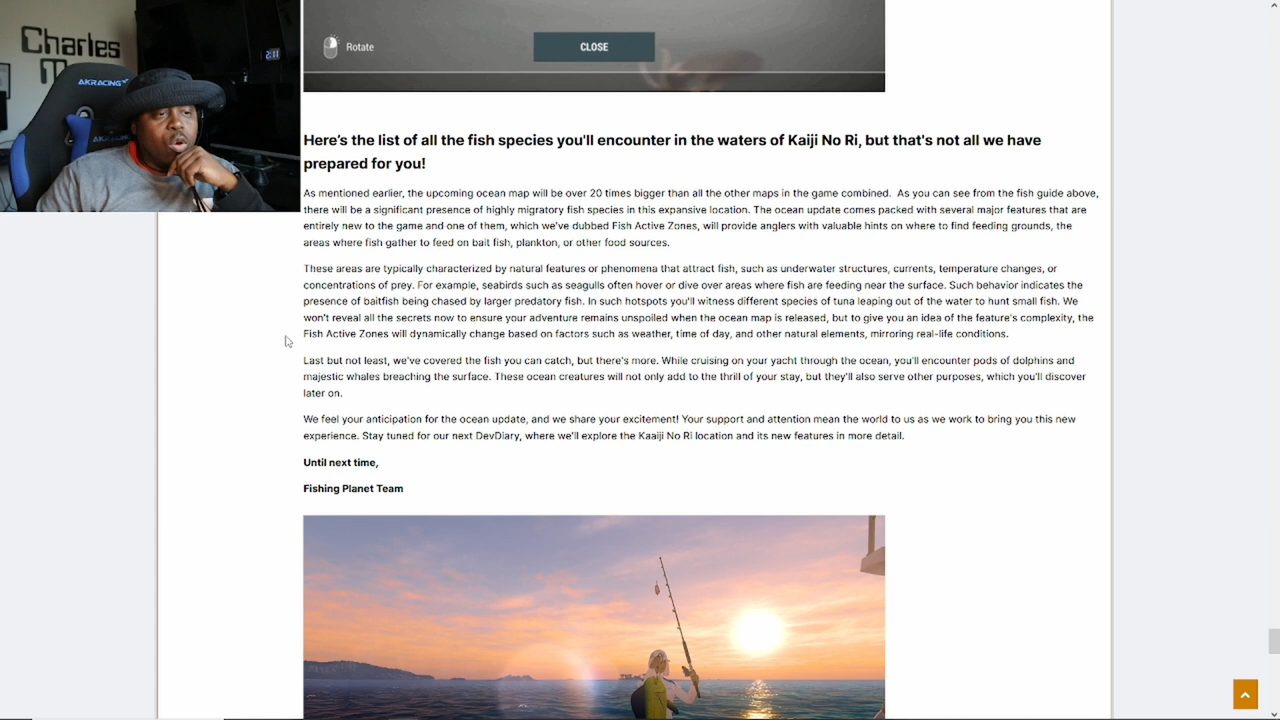 Charles
M
AKRACING
2:11
Rotate
CLOSE
Here's the list of all the fish species you'll encounter in the waters of Kaiji No Ri, but that's not all we have
prepared for you!
As mentioned earlier, the upcoming ocean map will be over 20 times bigger than all the other maps in the game combined. As you can see from the fish guide above,
there will be a significant presence of highly migratory fish species in this expansive location. The ocean update comes packed with several major features that are
entirely new to the game and one of them, which we've dubbed Fish Active Zones, will provide anglers with valuable hints on where to find feeding grounds, the
areas where fish gather to feed on bait fish, plankton, or other food sources.
These areas are typically characterized by natural features or phenomena that attract fish, such as underwater structures, currents, temperature changes, or
concentrations of prey. For example, seabirds such as seagulls often hover or dive over areas where fish are feeding near the surface. Such behavior indicates the
presence of baitfish being chased by larger predatory fish. In such hotspots you'll witness different species of tuna leaping out of the water to hunt small fish. We
won't reveal all the secrets now to ensure your adventure remains unspoiled when the ocean map is released, but to give you an idea of the feature's complexity, the
Fish Active Zones will dynamically change based on factors such as weather, time of day, and other natural elements, mirroring real-life conditions.
Last but not least, we've covered the fish you can catch, but there's more. While cruising on your yacht through the ocean, you'll encounter pods of dolphins and
majestic whales breaching the surface. These ocean creatures will not only add to the thrill of your stay, but they'll also serve other purposes, which you'll discover
later on.
We feel your anticipation for the ocean update, and we share your excitement! Your support and attention mean the world to us as we work to bring you this new
experience. Stay tuned for our next DevDiary, where we'll explore the Kaaiji No Ri location and its new features in more detail.
Until next time,
Fishing Planet Team